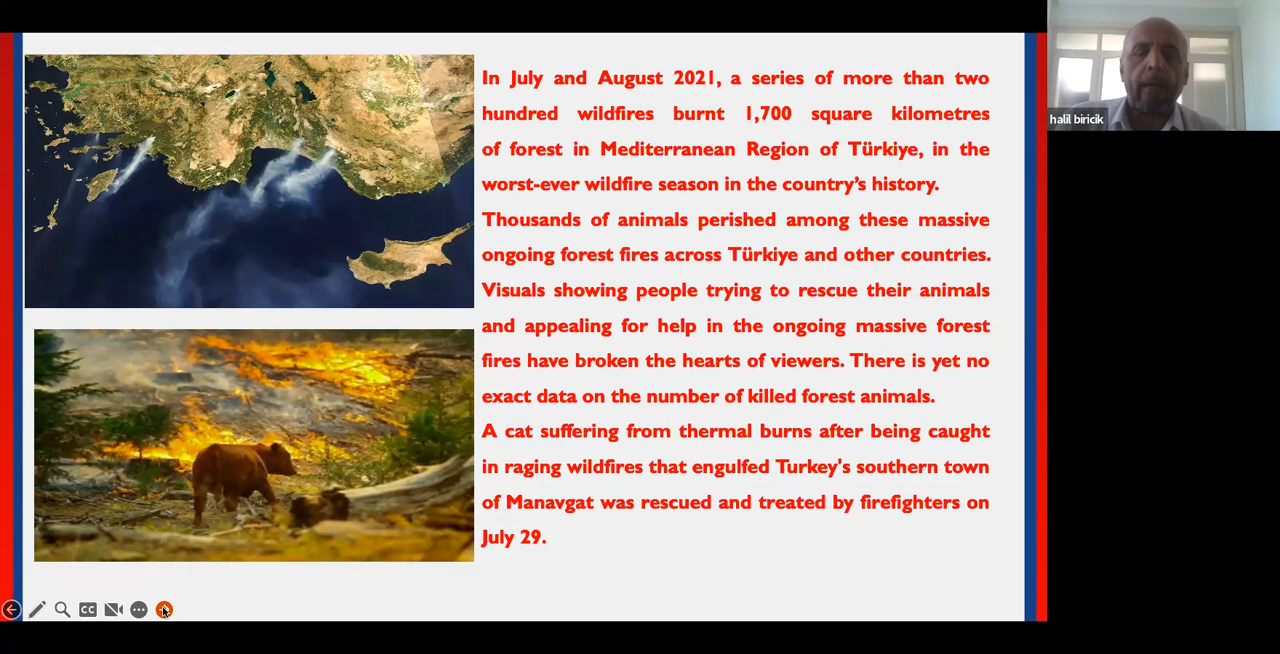 In July and August 2021, a series of more than two
hundred wildfires burnt 1,700 square kilometres
of forest in Mediterranean Region of Türkiye, in the
worst-ever wildfire season in the country’s history.
Thousands of animals perished among these massive
ongoing forest fires across Türkiye and other countries.
Visuals showing people trying to rescue their animals
and appealing for help in the ongoing massive forest
fires have broken the hearts of viewers. There is yet no
exact data on the number of killed forest animals.
A cat suffering from thermal burns after being caught
in raging wildfires that engulfed Turkey's southern town
of Manavgat was rescued and treated by firefighters on
July 29.
halil biricik
CC